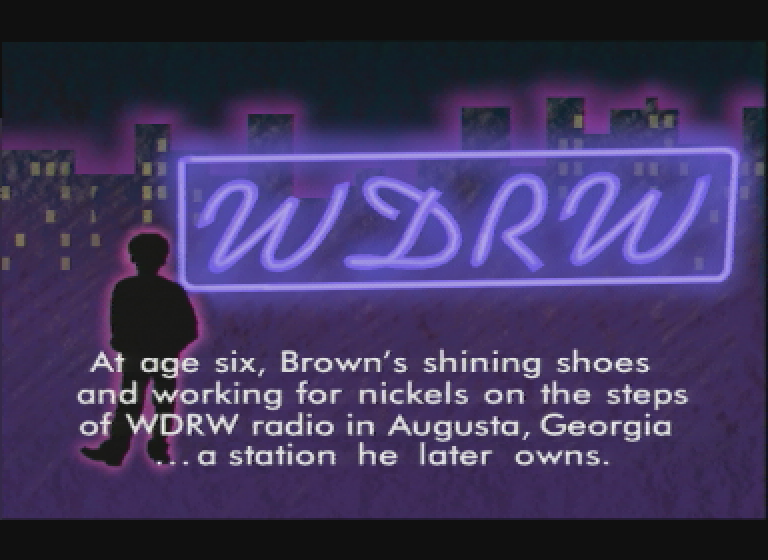 WDRW
At age six, Brown's shining shoes
and working for nickels on the steps
of WDRW radio in Augusta, Georgia
...a station he later owns.